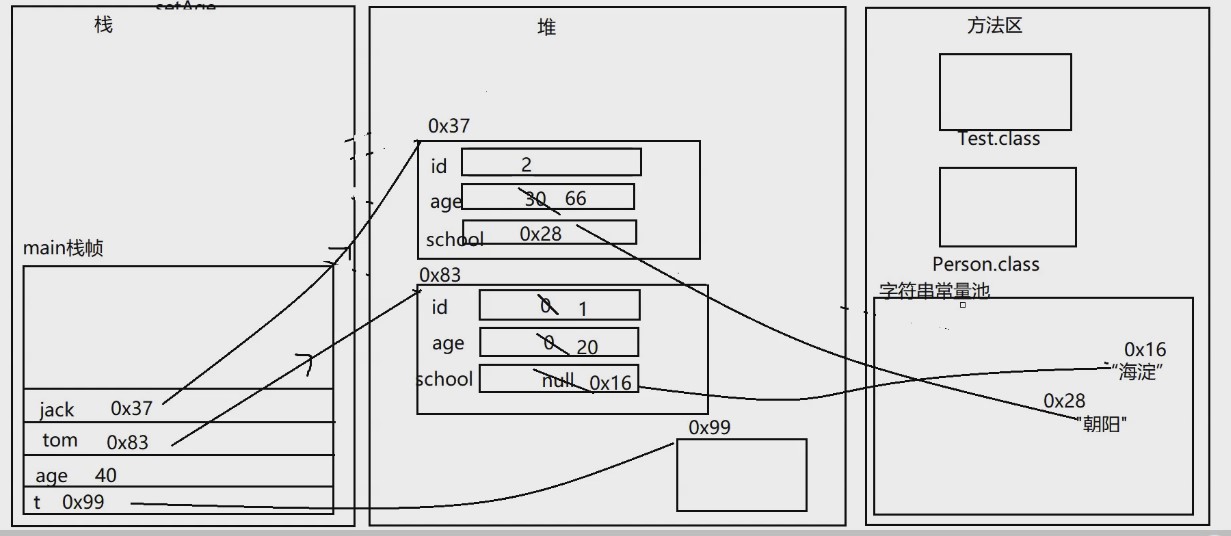 setAge
栈
堆
方法区
Test.class
Person.class
字符串常量池
0x16
"海淀"
0x28
"朝阳"
0x37
id 2
age 30 66
school 0x28
0x83
id 0 1
age 0 20
school null 0x16
0x99
main栈帧
jack 0x37
tom 0x83
age 40
t 0x99